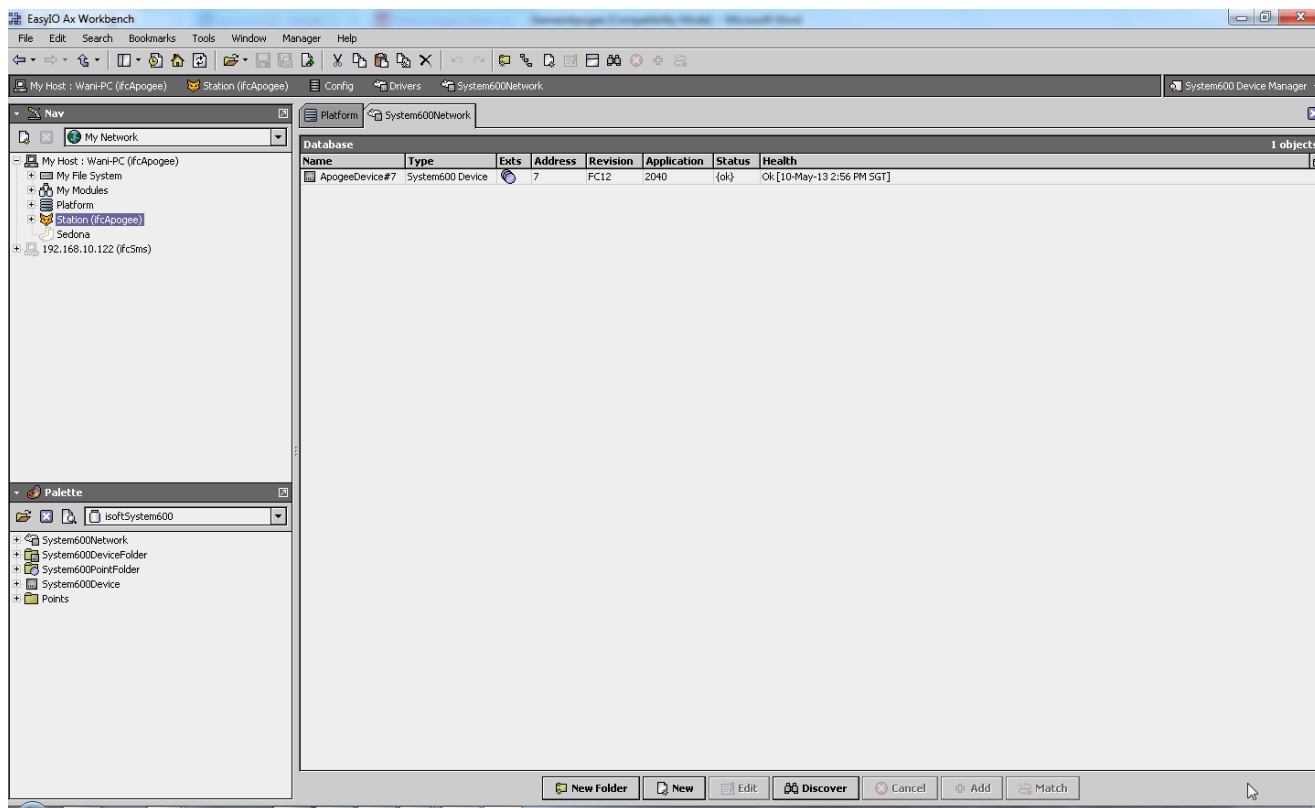 EasyIO Ax Workbench
File Edit Search Bookmarks Tools Window Manager Help
My Host : Wani-PC (ifcApogee) Station (ifcApogee) Config Drivers System600Network System600 Device Manager
Nav
My Network
My Host : Wani-PC (ifcApogee)
My File System
My Modules
Platform
Station (ifcApogee)
Sedona
192.168.10.122 (ifcSms)
Palette
isoftSystem600
System600Network
System600DeviceFolder
System600PointFolder
System600Device
Points
Platform System600Network
Database 1 objects
Name Type Exts Address Revision Application Status Health
ApogeeDevice#7 System600 Device 7 FC12 2040 {ok} Ok [10-May-13 2:56 PM SGT]
New Folder New Edit Discover Cancel Add Match